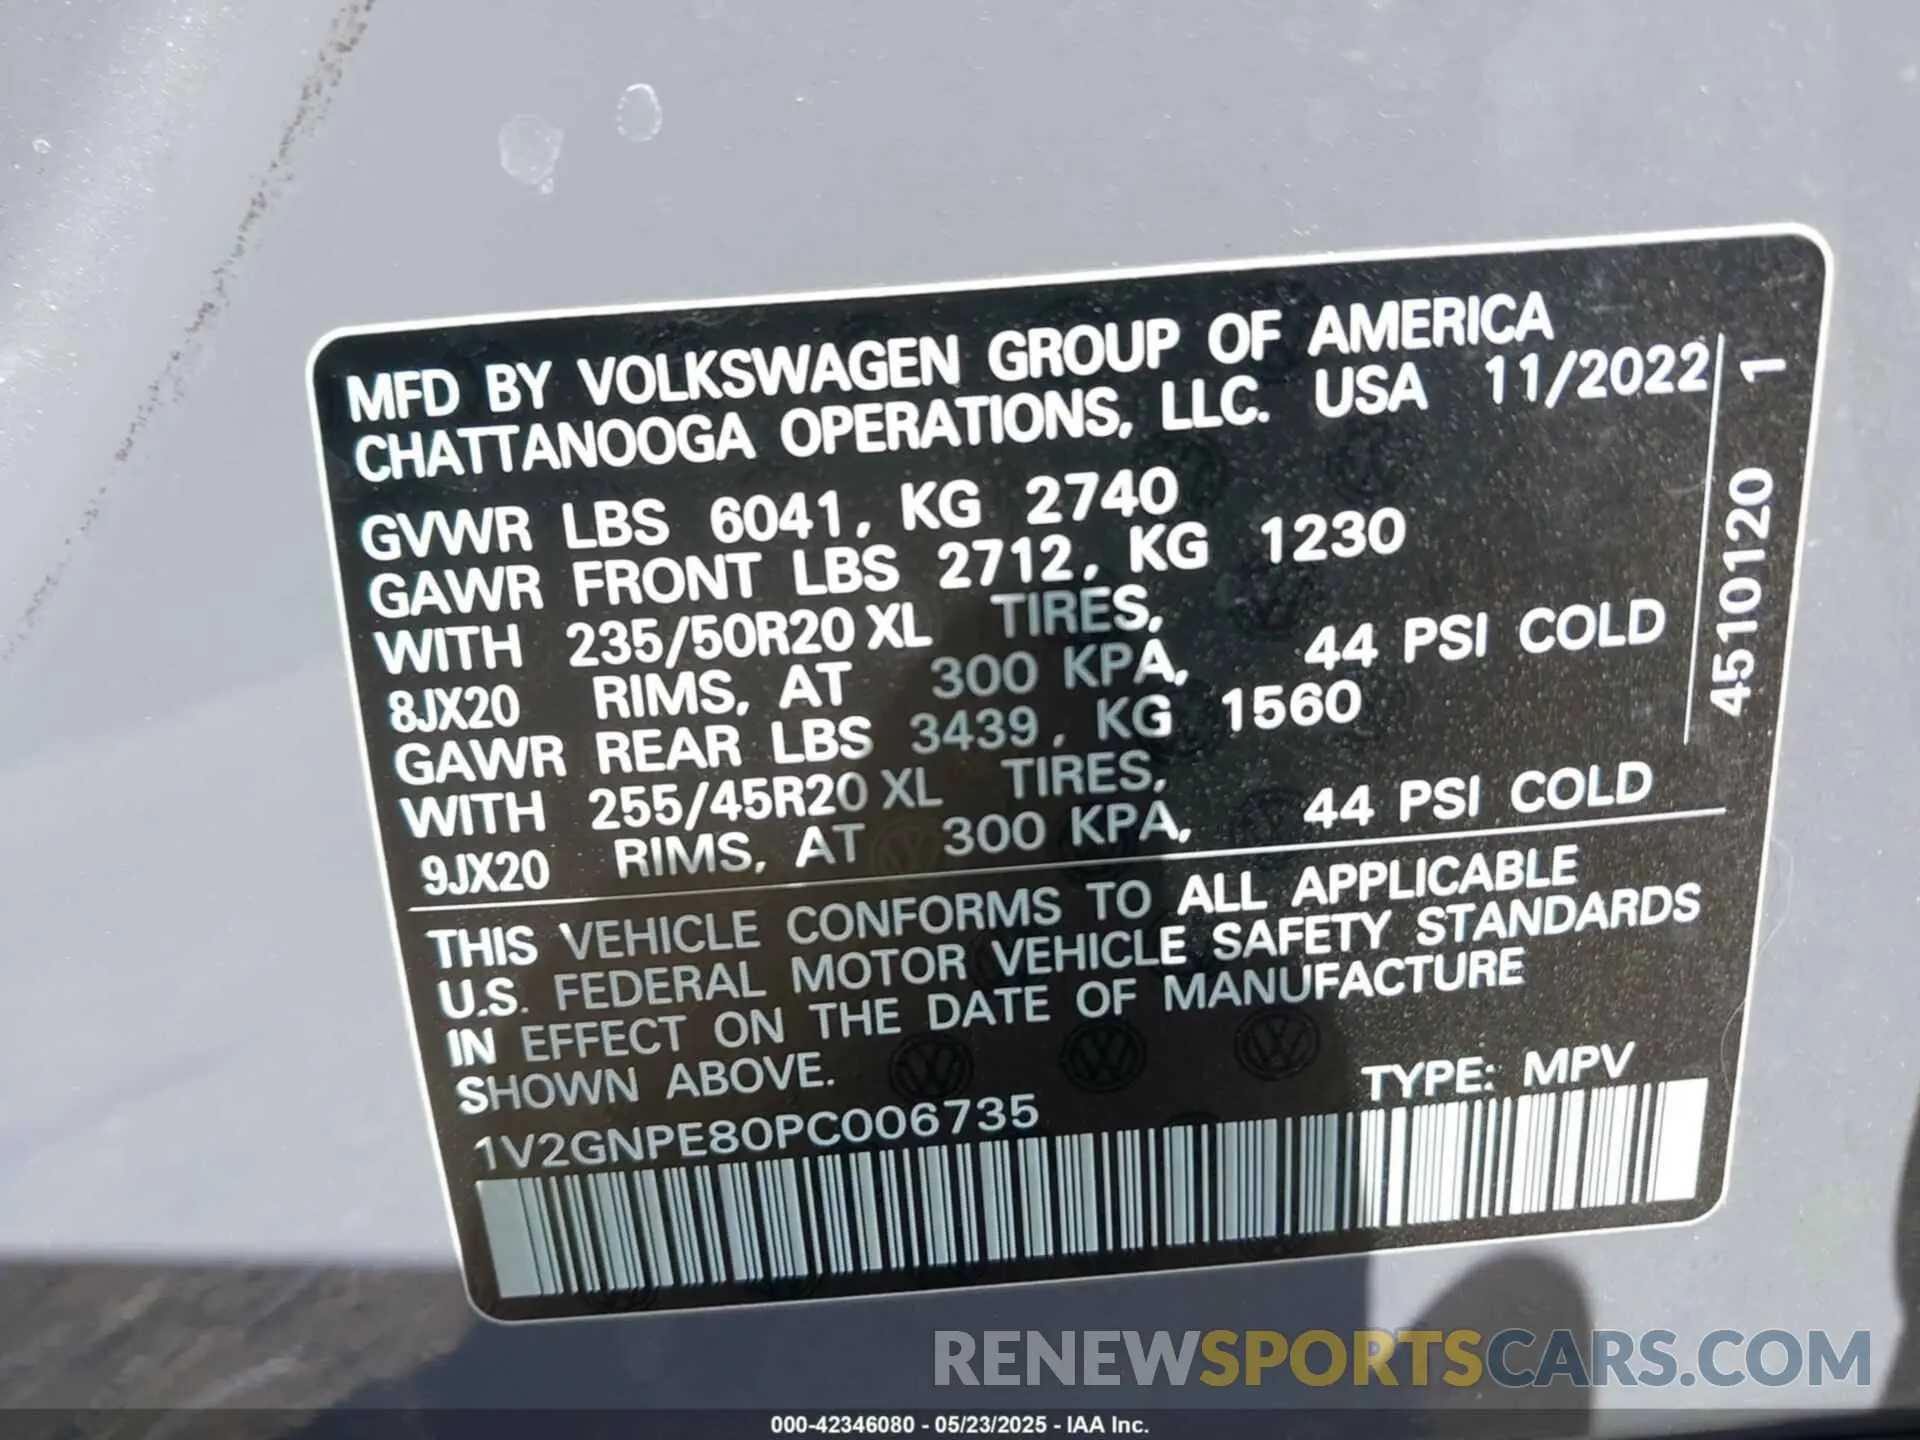 MFD BY VOLKSWAGEN GROUP OF AMERICA
CHATTANOOGA OPERATIONS, LLC. USA 11/2022
GVWR LBS 6041, KG 2740
GAWR FRONT LBS 2712, KG 1230
WITH 235/50R20 XL TIRES,
8JX20 RIMS, AT 300 KPA, 44 PSI COLD
GAWR REAR LBS 3439, KG 1560
WITH 255/45R20 XL TIRES,
9JX20 RIMS, AT 300 KPA, 44 PSI COLD
4510120 1
THIS VEHICLE CONFORMS TO ALL APPLICABLE
U.S. FEDERAL MOTOR VEHICLE SAFETY STANDARDS
IN EFFECT ON THE DATE OF MANUFACTURE
SHOWN ABOVE.
TYPE: MPV
1V2GNPE80PC006735
RENEWSPORTSCARS.COM
000-42346080 - 05/23/2025 - IAA Inc.